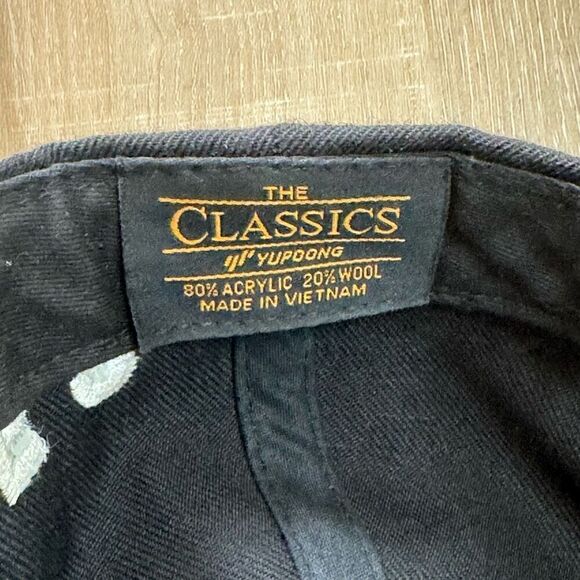 THE
CLASSICS
YUPOONG
80% ACRYLIC 20% WOOL
MADE IN VIETNAM